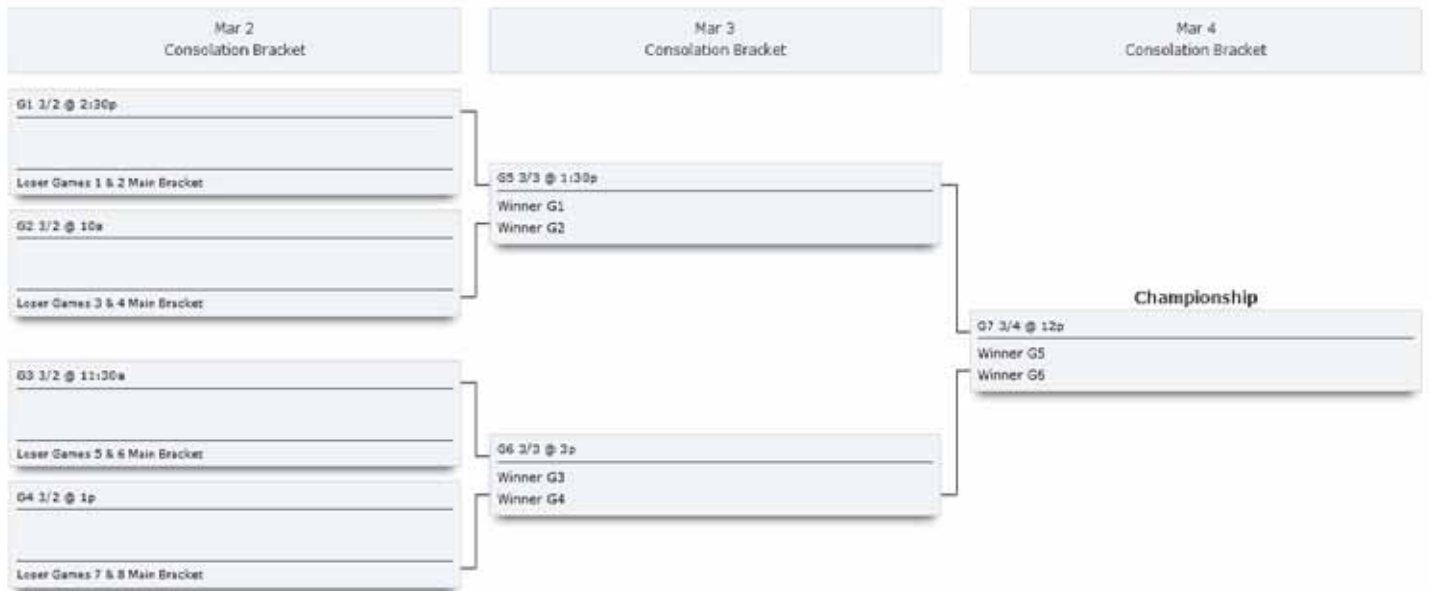 Mar 2
Consolation Bracket
Mar 3
Consolation Bracket
Mar 4
Consolation Bracket
G1 3/2 @ 2:30p
Loser Games 1 & 2 Main Bracket
G2 3/2 @ 10a
Loser Games 3 & 4 Main Bracket
G3 3/2 @ 11:30a
Loser Games 5 & 6 Main Bracket
G4 3/2 @ 1p
Loser Games 7 & 8 Main Bracket
G5 3/3 @ 1:30p
Winner G1
Winner G2
G6 3/3 @ 3p
Winner G3
Winner G4
Championship
G7 3/4 @ 12p
Winner G5
Winner G6